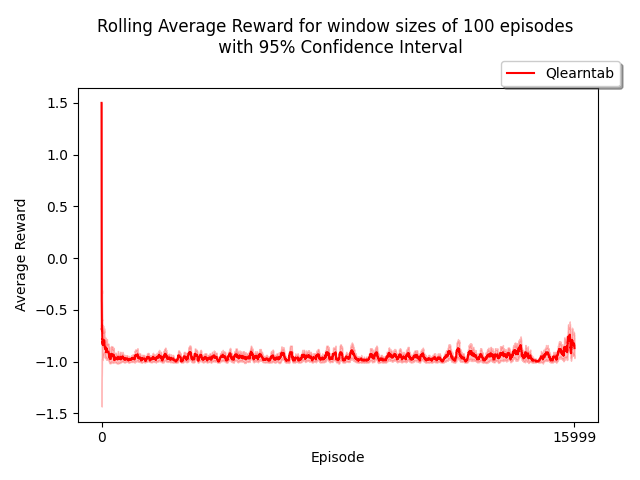 Rolling Average Reward for window sizes of 100 episodes
with 95% Confidence Interval
Qlearntab
1.5
1.0
0.5
0.0
−0.5
−1.0
−1.5
Average Reward
0
15999
Episode